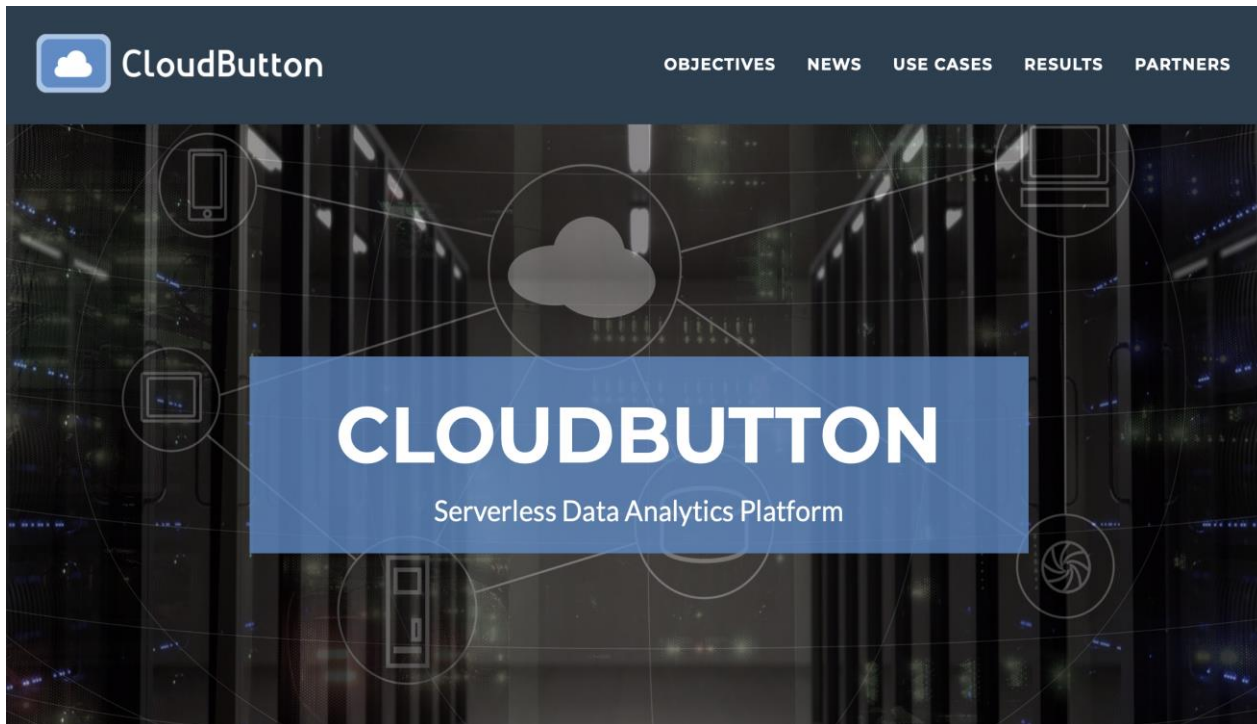 CloudButton
OBJECTIVES NEWS USE CASES RESULTS PARTNERS
CLOUDBUTTON
Serverless Data Analytics Platform